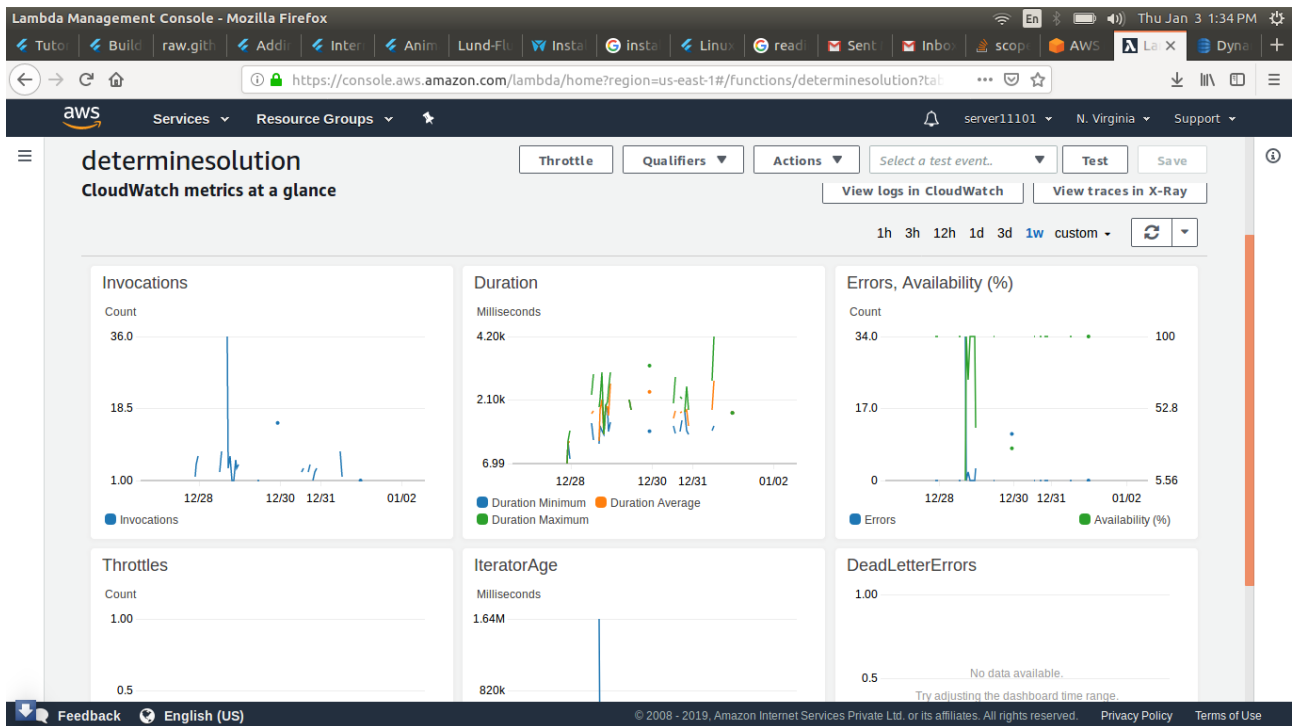 Lambda Management Console - Mozilla Firefox
En
Thu Jan 3 1:34 PM
Tutor
Build
raw.gith
Addin
Inter
Anim
Lund-Flu
Insta
insta
Linux
readi
Sent
Inbox
scope
AWS
La
Dyna
https://console.aws.amazon.com/lambda/home?region=us-east-1#/functions/determinesolution?tab
aws
Services
Resource Groups
server11101
N. Virginia
Support
determinesolution
Throttle
Qualifiers
Actions
Select a test event..
Test
Save
CloudWatch metrics at a glance
View logs in CloudWatch
View traces in X-Ray
1h 3h 12h 1d 3d 1w custom
Invocations
Count
36.0
18.5
1.00
12/28 12/30 12/31 01/02
Invocations
Duration
Milliseconds
4.20k
2.10k
6.99
12/28 12/30 12/31 01/02
Duration Minimum Duration Average
Duration Maximum
Errors, Availability (%)
Count
34.0 100
17.0 52.8
0 5.56
12/28 12/30 12/31 01/02
Errors Availability (%)
Throttles
Count
1.00
0.5
IteratorAge
Milliseconds
1.64M
820k
DeadLetterErrors
1.00
0.5
No data available.
Try adjusting the dashboard time range.
Feedback
English (US)
© 2008 - 2019, Amazon Internet Services Private Ltd. or its affiliates. All rights reserved.
Privacy Policy
Terms of Use